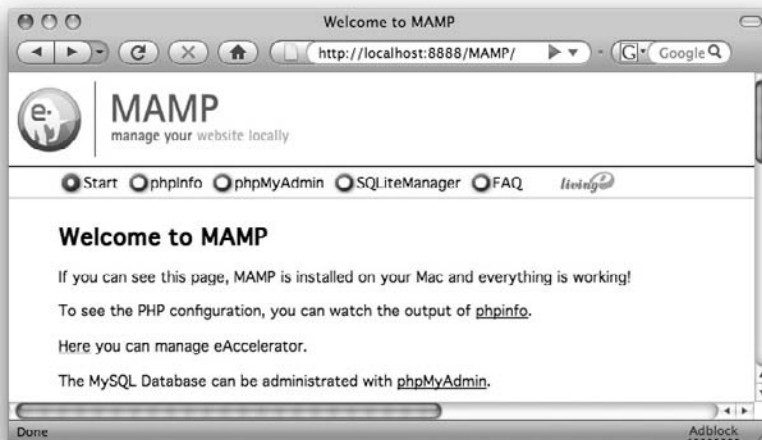 Welcome to MAMP
http://localhost:8888/MAMP/
G
Google
e.
MAMP
manage your website locally
Start phpInfo phpMyAdmin SQLiteManager FAQ living e
Welcome to MAMP
If you can see this page, MAMP is installed on your Mac and everything is working!
To see the PHP configuration, you can watch the output of phpinfo.
Here you can manage eAccelerator.
The MySQL Database can be administrated with phpMyAdmin.
Done
Adblock